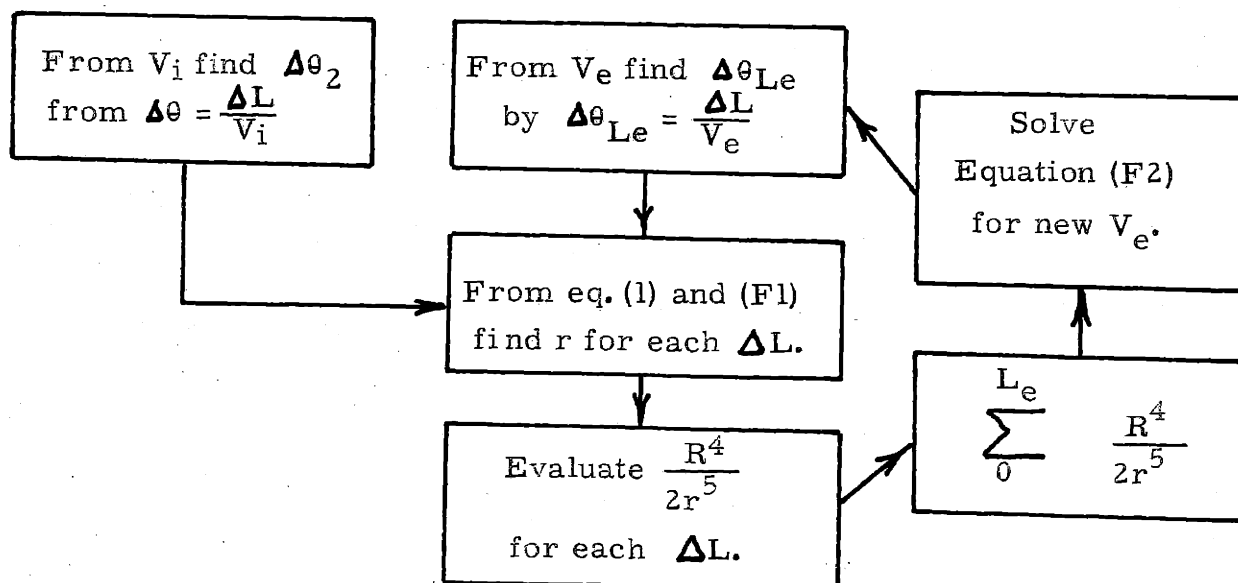 From V_i find Δθ_2
from Δθ = ΔL/V_i
From V_e find Δθ_Le
by Δθ_Le = ΔL/V_e
From eq. (1) and (F1)
find r for each ΔL.
Evaluate R^4/2r^5
for each ΔL.
L_e
∑ R^4/2r^5
0
Solve
Equation (F2)
for new V_e.